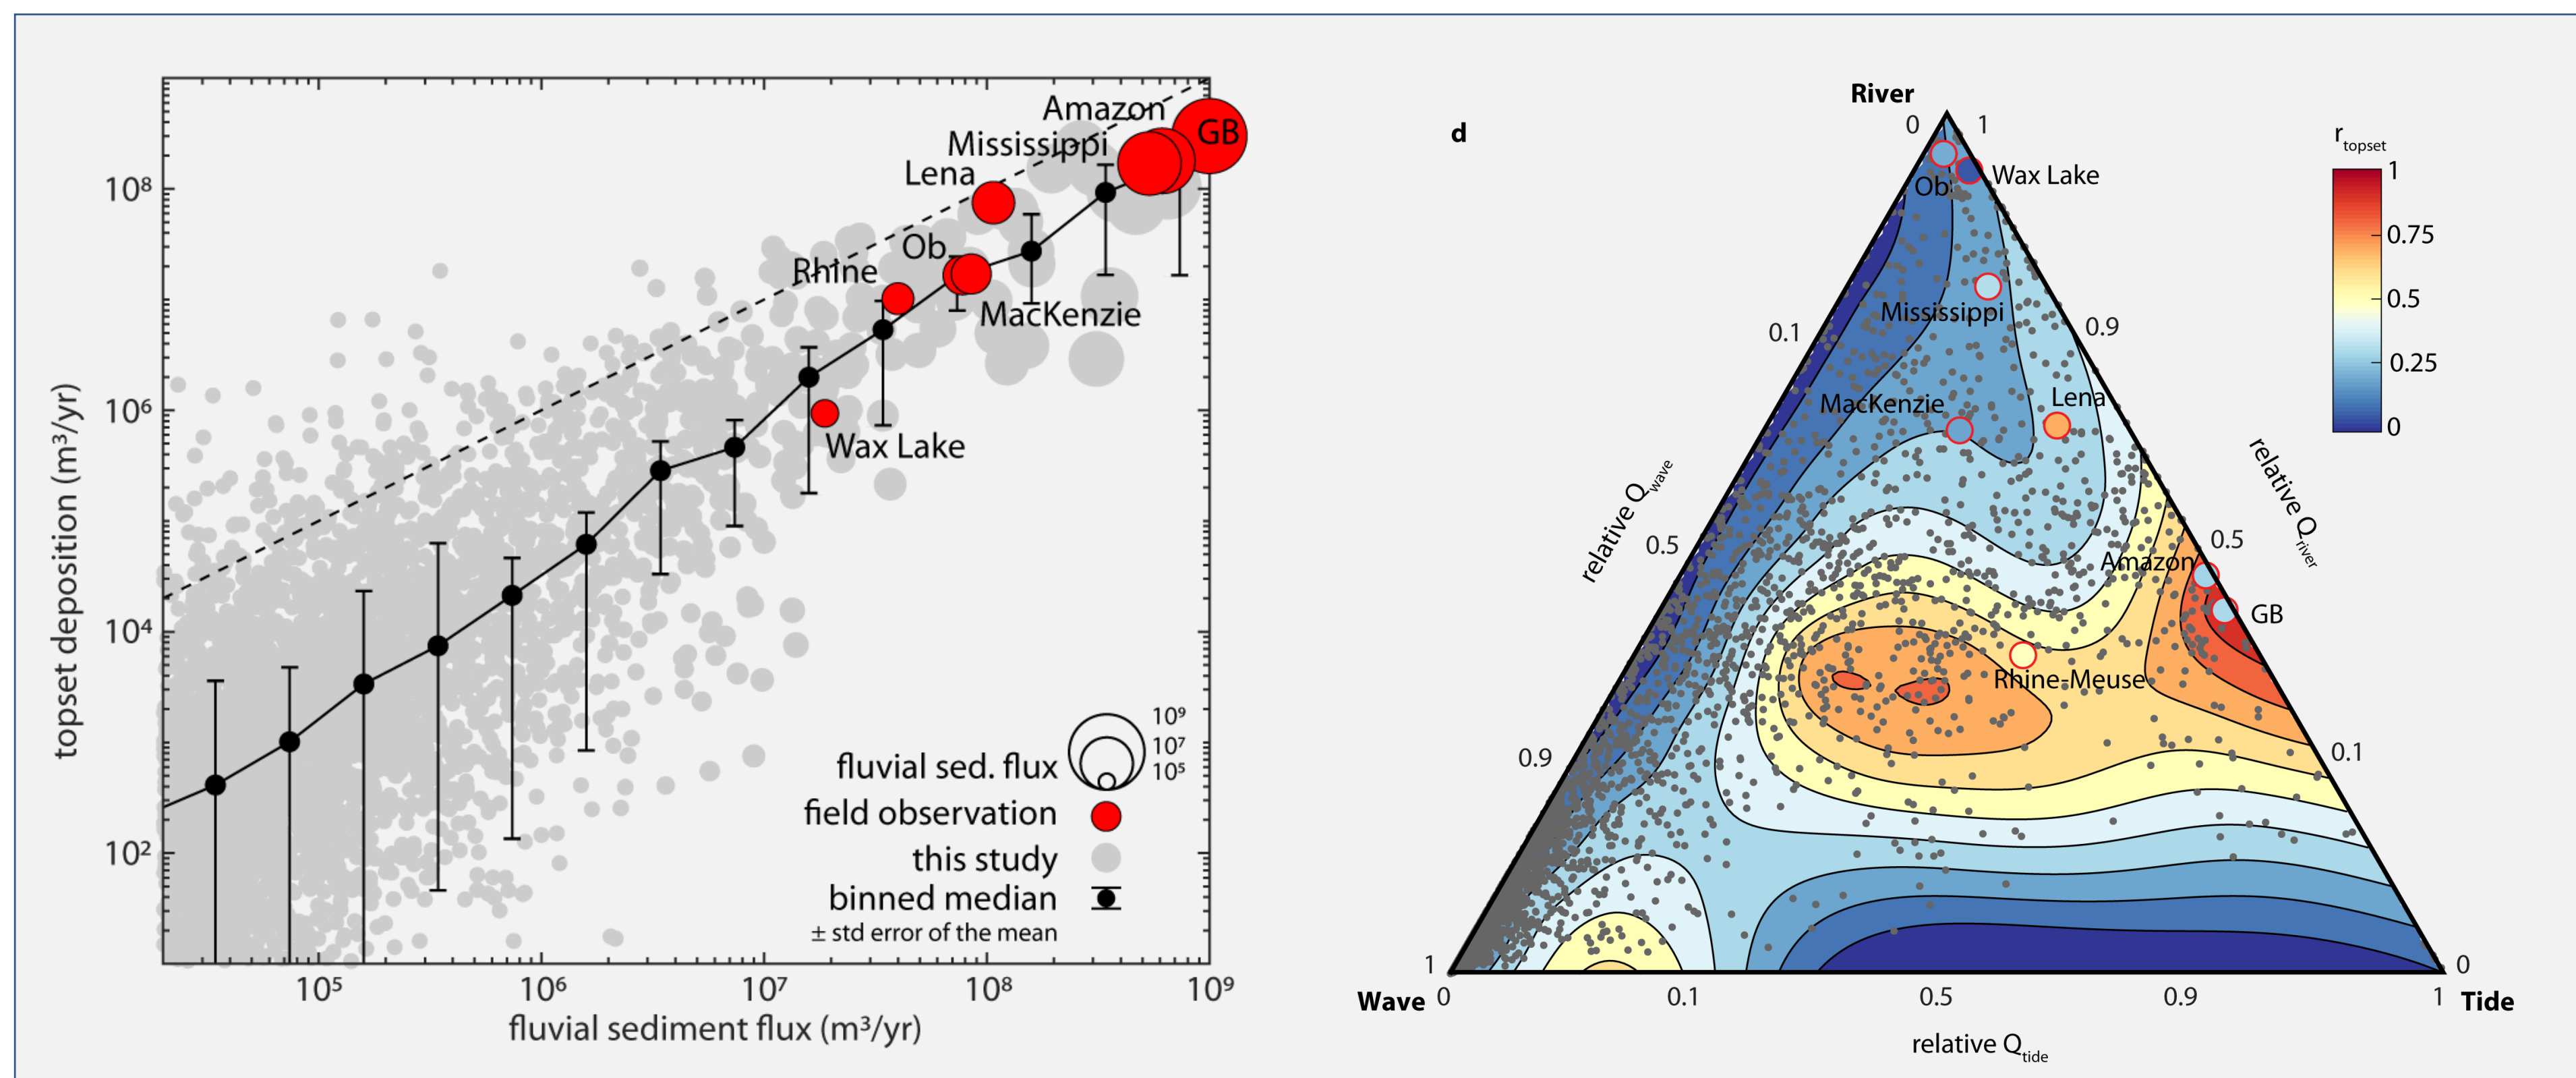 Amazon
GB
Mississippi
Lena
10⁸
Ob
Rhine
MacKenzie
10⁶
Wax Lake
topset deposition (m³/yr)
10⁴
10⁹
fluvial sed. flux
10⁷
10⁵
field observation
10²
this study
binned median
± std error of the mean
10⁵
10⁶
10⁷
10⁸
10⁹
fluvial sediment flux (m³/yr)
d
River
0
1
Ob
Wax Lake
Mississippi
0.1
0.9
MacKenzie
Lena
relative Qwave
relative Qriver
0.5
0.5
Amazon
GB
Rhine-Meuse
0.9
0.1
1
0
Wave
0
0.1
0.5
0.9
1
Tide
relative Qtide
rtopset
1
0.75
0.5
0.25
0